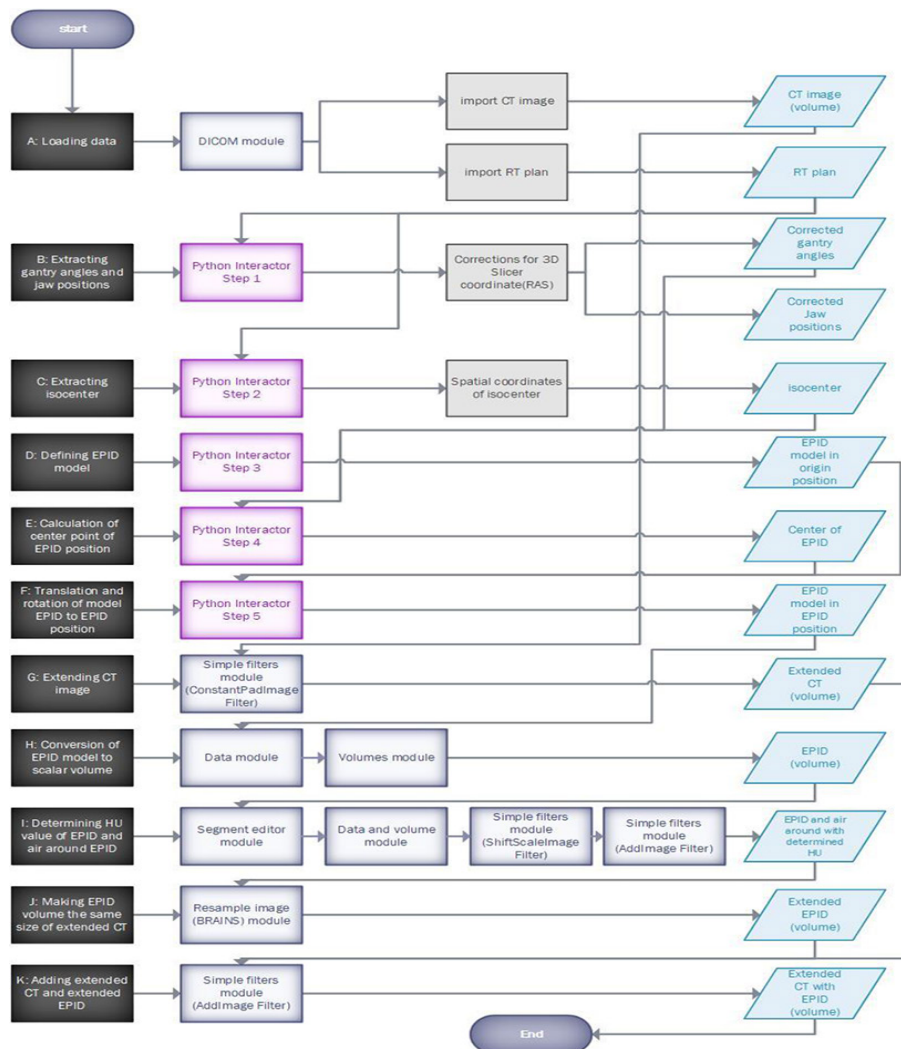 start
import CT image
CT image
(volume)
A: Loading data
DICOM module
import RT plan
RT plan
B: Extracting
gantry angles and
jaw positions
Python Interactor
Step 1
Corrections for 3D
Slicer
coordinate(RAS)
Corrected
gantry
angles
Corrected
Jaw
positions
C: Extracting
isocenter
Python Interactor
Step 2
Spatial coordinates
of isocenter
isocenter
D: Defining EPID
model
Python Interactor
Step 3
EPID
model in
origin
position
E: Calculation of
center point of
EPID position
Python Interactor
Step 4
Center of
EPID
F: Translation and
rotation of model
EPID to EPID
position
Python Interactor
Step 5
EPID
model in
EPID
position
G: Extending CT
image
Simple filters
module
(ConstantPadImage
Filter)
Extended
CT
(volume)
H: Conversion of
EPID model to
scalar volume
Data module
Volumes module
EPID
(volume)
I: Determining HU
value of EPID and
air around EPID
Segment editor
module
Data and volume
module
Simple filters
module
(ShiftScaleImage
Filter)
Simple filters
module
(AddImage Filter)
EPID and air
around with
determined
HU
J: Making EPID
volume the same
size of extended CT
Resample image
(BRAINS) module
Extended
EPID
(volume)
K: Adding extended
CT and extended
EPID
Simple filters
module
(AddImage Filter)
Extended
CT with
EPID
(volume)
End